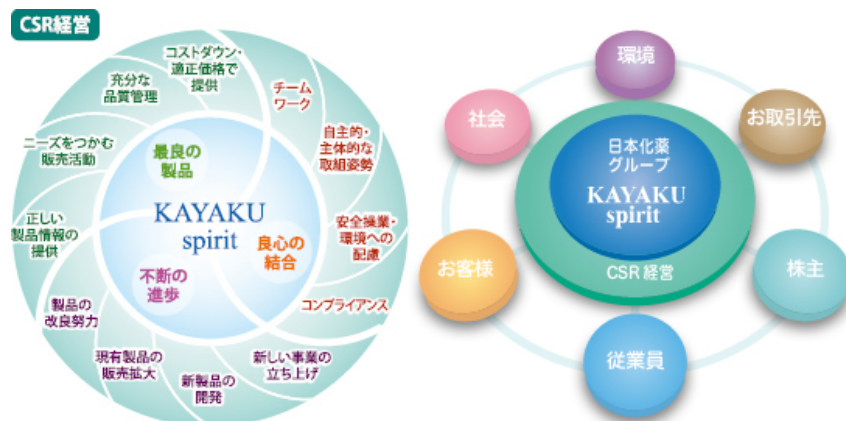 CSR経営
コストダウン・
適正価格で
提供
充分な
品質管理
ニーズをつかむ
販売活動
正しい
製品情報の
提供
最良の
製品
KAYAKU
spirit
良心の
結合
不断の
進歩
チーム
ワーク
自主的・
主体的な
取組姿勢
安全操業・
環境への
配慮
コンプライアンス
製品の
改良努力
現有製品の
販売拡大
新製品の
開発
新しい事業の
立ち上げ
環境
社会
お取引先
日本化薬
グループ
KAYAKU
spirit
CSR 経営
お客様
株主
従業員